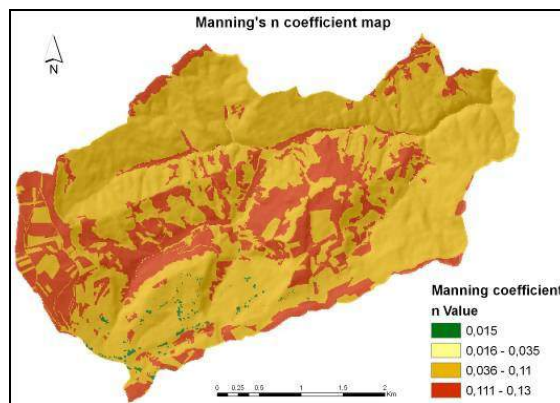 Manning's n coefficient map
N
Manning coefficient
n Value
0,015
0,016 - 0,035
0,036 - 0,11
0,111 - 0,13
0 0.25 0.5 1 1.5 2
Km